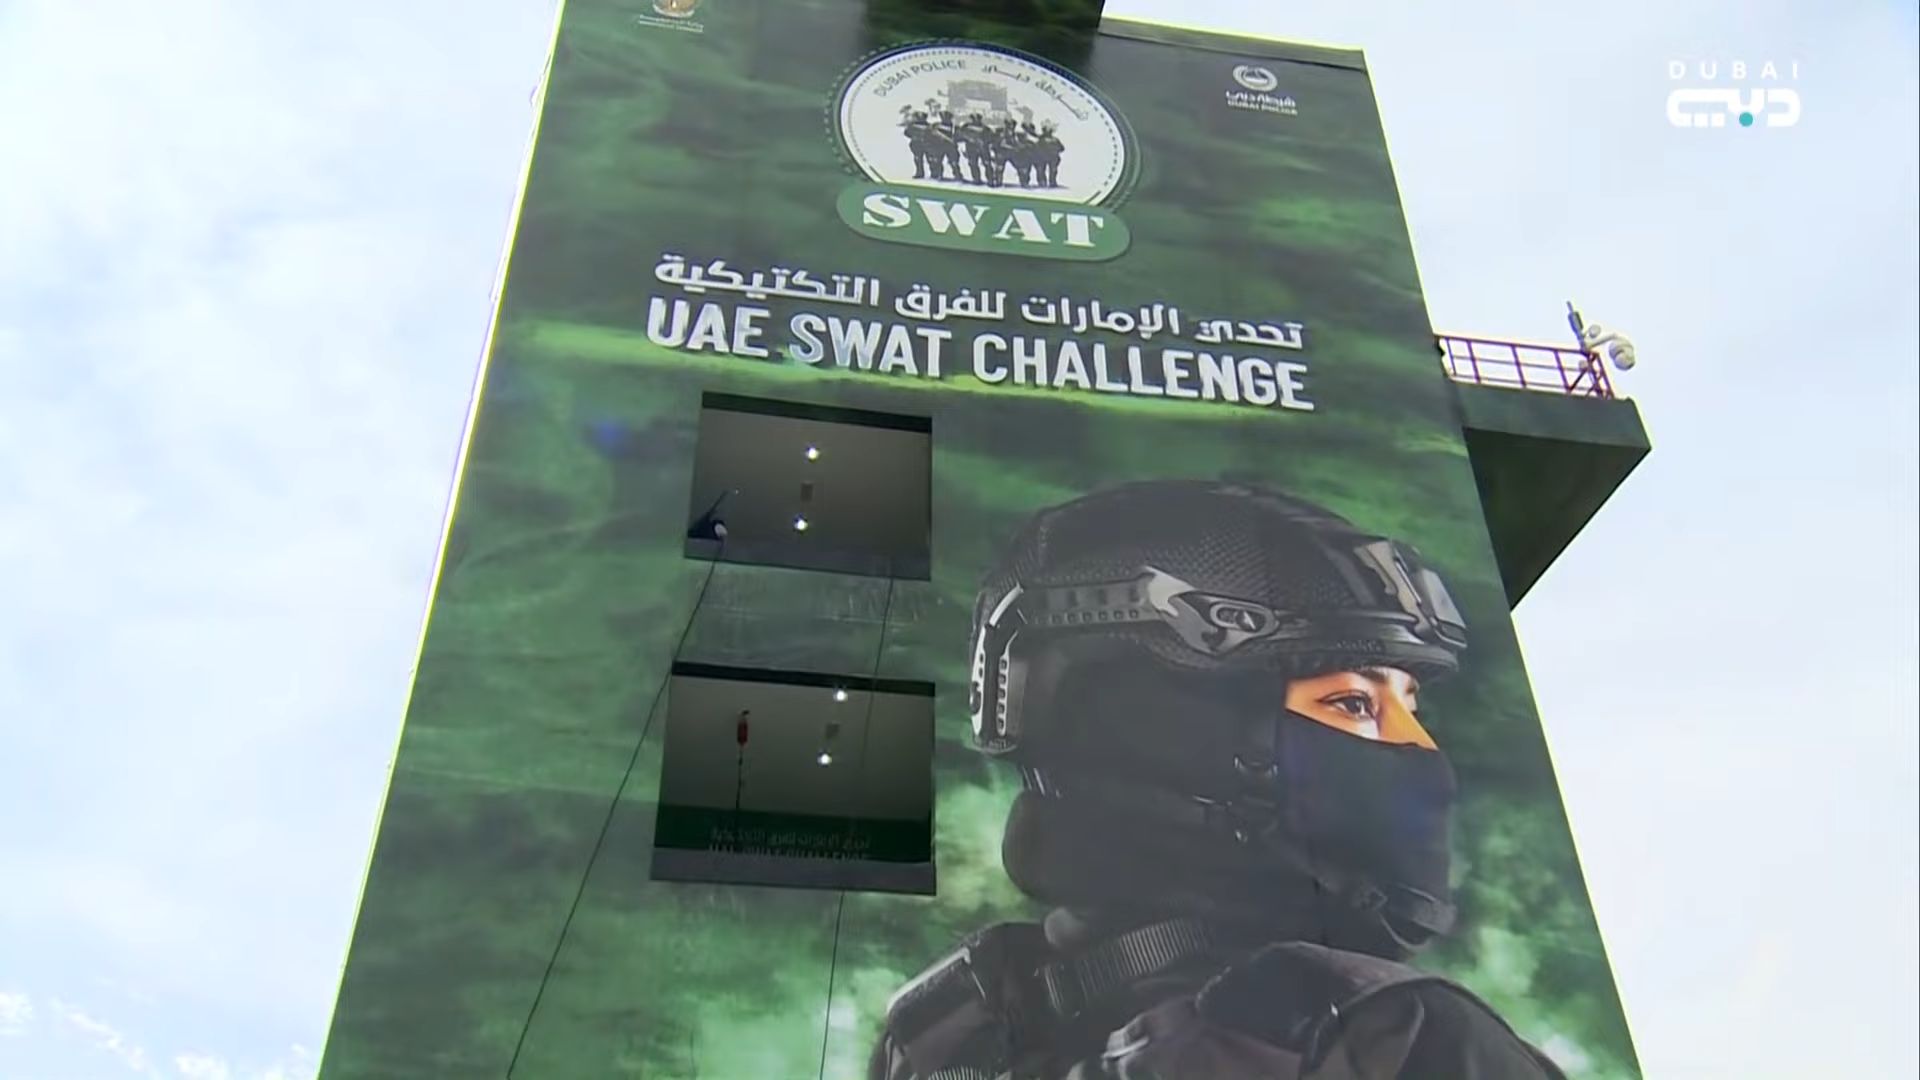 DUBAI POLICE شرطة دبي
شرطة دبي
DUBAI POLICE
DUBAI
دبي
SWAT
تحدي الإمارات للفرق التكتيكية
UAE SWAT CHALLENGE